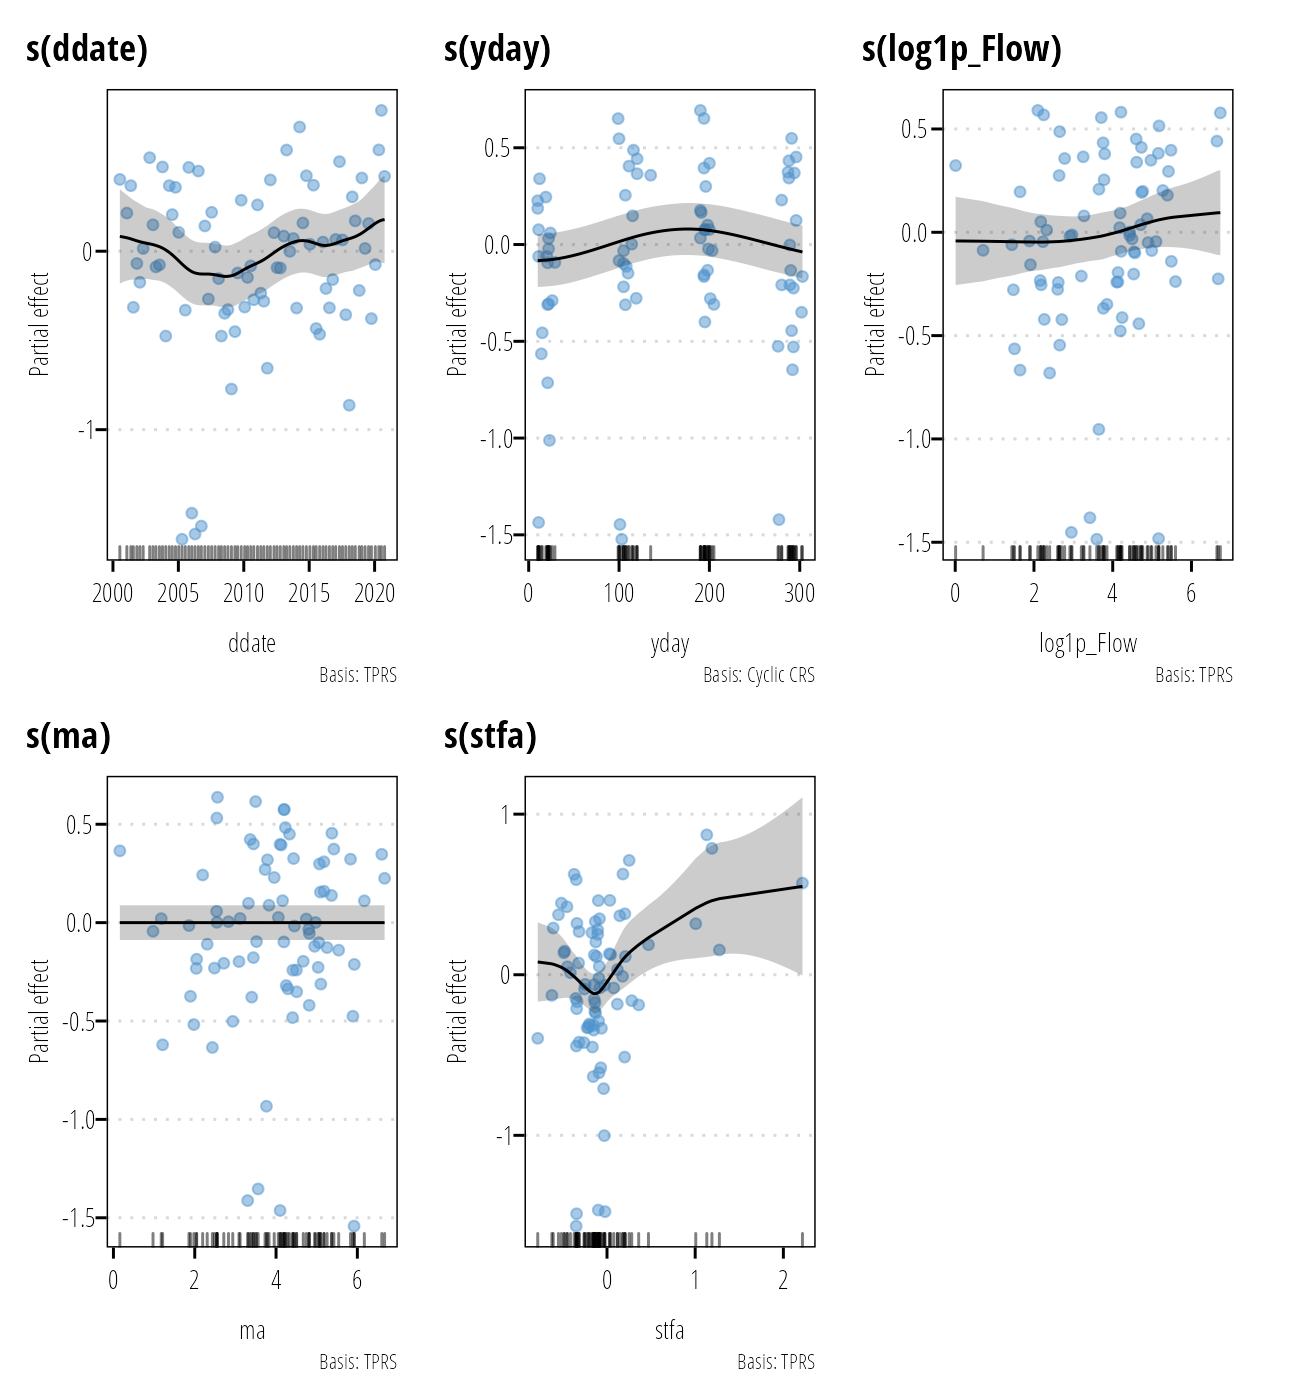 s(ddate)
s(yday)
s(log1p_Flow)
Partial effect
0
-1
2000 2005 2010 2015 2020
ddate
Basis: TPRS
Partial effect
0.5
0.0
-0.5
-1.0
-1.5
0 100 200 300
yday
Basis: Cyclic CRS
Partial effect
0.5
0.0
-0.5
-1.0
-1.5
0 2 4 6
log1p_Flow
Basis: TPRS
s(ma)
s(stfa)
Partial effect
0.5
0.0
-0.5
-1.0
-1.5
0 2 4 6
ma
Basis: TPRS
Partial effect
1
0
-1
0 1 2
stfa
Basis: TPRS